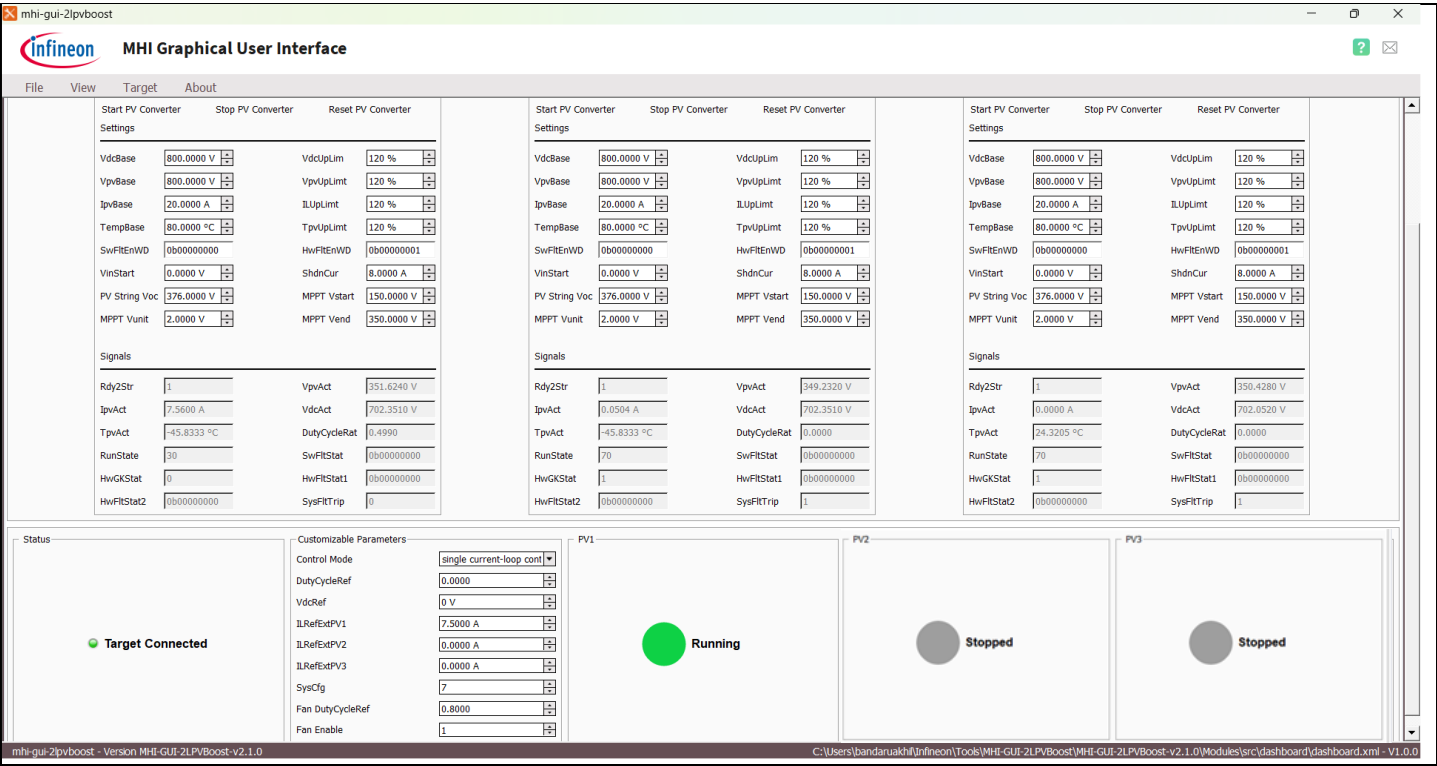 mhi-gui-2lpvboost
infineon MHI Graphical User Interface ?
File View Target About
Start PV Converter Stop PV Converter Reset PV Converter Start PV Converter Stop PV Converter Reset PV Converter Start PV Converter Stop PV Converter Reset PV Converter
Settings Settings Settings
VdcBase 800.0000 V VdcUpLim 120 % VdcBase 800.0000 V VdcUpLim 120 % VdcBase 800.0000 V VdcUpLim 120 %
VpvBase 800.0000 V VpvUpLimt 120 % VpvBase 800.0000 V VpvUpLimt 120 % VpvBase 800.0000 V VpvUpLimt 120 %
IpvBase 20.0000 A ILUpLimt 120 % IpvBase 20.0000 A ILUpLimt 120 % IpvBase 20.0000 A ILUpLimt 120 %
TempBase 80.0000 °C TpvUpLimt 120 % TempBase 80.0000 °C TpvUpLimt 120 % TempBase 80.0000 °C TpvUpLimt 120 %
SwFltEnWD 0b00000000 HwFltEnWD 0b00000001 SwFltEnWD 0b00000000 HwFltEnWD 0b00000001 SwFltEnWD 0b00000000 HwFltEnWD 0b00000001
VinStart 0.0000 V ShdnCur 8.0000 A VinStart 0.0000 V ShdnCur 8.0000 A VinStart 0.0000 V ShdnCur 8.0000 A
PV String Voc 376.0000 V MPPT Vstart 150.0000 V PV String Voc 376.0000 V MPPT Vstart 150.0000 V PV String Voc 376.0000 V MPPT Vstart 150.0000 V
MPPT Vunit 2.0000 V MPPT Vend 350.0000 V MPPT Vunit 2.0000 V MPPT Vend 350.0000 V MPPT Vunit 2.0000 V MPPT Vend 350.0000 V
Signals Signals Signals
Rdy2Str 1 VpvAct 351.6240 V Rdy2Str 1 VpvAct 349.2320 V Rdy2Str 1 VpvAct 350.4280 V
IpvAct 7.5600 A VdcAct 702.3510 V IpvAct 0.0504 A VdcAct 702.3510 V IpvAct 0.0000 A VdcAct 702.0520 V
TpvAct -45.8333 °C DutyCycleRat 0.4990 TpvAct -45.8333 °C DutyCycleRat 0.0000 TpvAct 24.3205 °C DutyCycleRat 0.0000
RunState 30 SwFltStat 0b00000000 RunState 70 SwFltStat 0b00000000 RunState 70 SwFltStat 0b00000000
HwGKStat 0 HwFltStat1 0b00000000 HwGKStat 1 HwFltStat1 0b00000000 HwGKStat 1 HwFltStat1 0b00000000
HwFltStat2 0b00000000 SysFltTrip 0 HwFltStat2 0b00000000 SysFltTrip 1 HwFltStat2 0b00000000 SysFltTrip 1
Status Customizable Parameters PV1 PV2 PV3
Control Mode single current-loop cont
DutyCycleRef 0.0000
VdcRef 0 V
ILRefExtPV1 7.5000 A
Target Connected ILRefExtPV2 0.0000 A Running Stopped Stopped
ILRefExtPV3 0.0000 A
SysCfg 7
Fan DutyCycleRef 0.8000
Fan Enable 1
mhi-gui-2lpvboost - Version MHI-GUI-2LPVBoost-v2.1.0 C:\Users\bandaruakhil\Infineon\Tools\MHI-GUI-2LPVBoost\MHI-GUI-2LPVBoost-v2.1.0\Modules\src\dashboard\dashboard.xml - V1.0.0